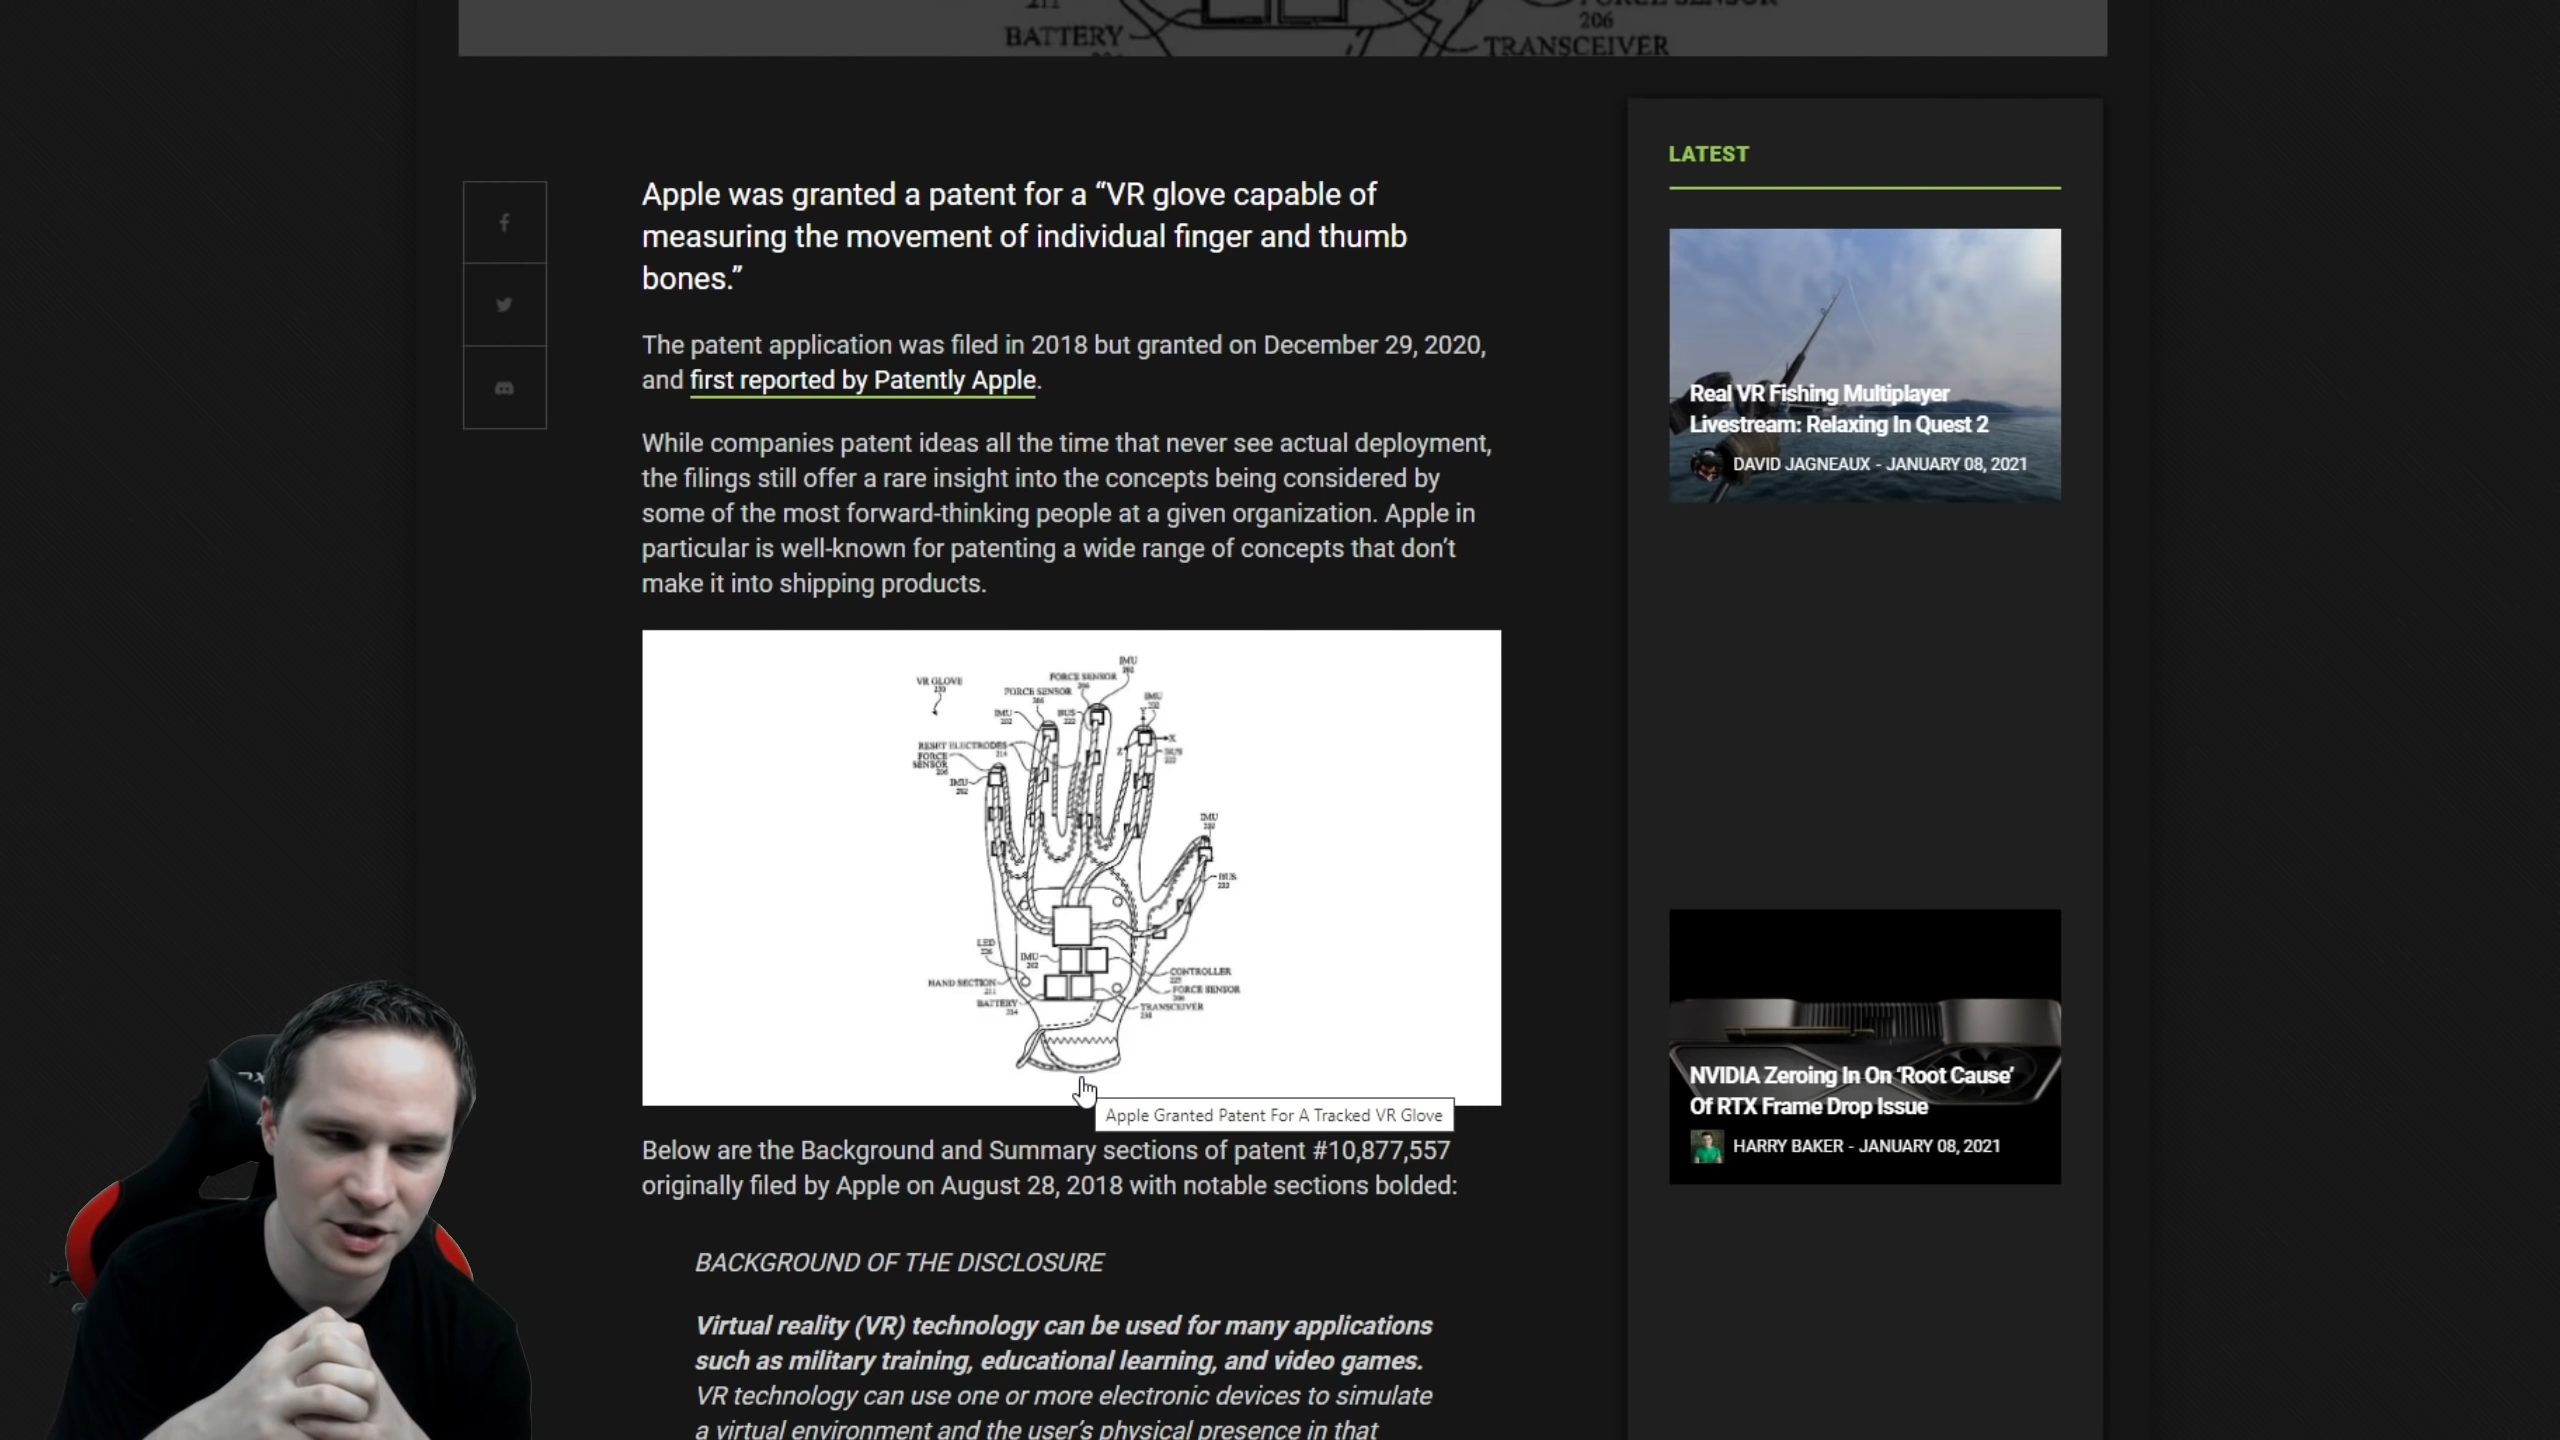 BATTERY
206
TRANSCEIVER
LATEST
Apple was granted a patent for a “VR glove capable of
measuring the movement of individual finger and thumb
bones.”
The patent application was filed in 2018 but granted on December 29, 2020,
and first reported by Patently Apple.
While companies patent ideas all the time that never see actual deployment,
the filings still offer a rare insight into the concepts being considered by
some of the most forward-thinking people at a given organization. Apple in
particular is well-known for patenting a wide range of concepts that don’t
make it into shipping products.
Real VR Fishing Multiplayer
Livestream: Relaxing In Quest 2
DAVID JAGNEAUX - JANUARY 08, 2021
IMU
FORCE SENSOR
VR GLOVE
FORCE SENSOR
IMU
IMU
BUS
RESET ELECTRODES
FORCE
SENSOR
IMU
X
Y
Z
BUS
IMU
BUS
LED
IMU
HAND SECTION
BATTERY
CONTROLLER
FORCE SENSOR
TRANSCEIVER
Apple Granted Patent For A Tracked VR Glove
NVIDIA Zeroing In On ‘Root Cause’
Of RTX Frame Drop Issue
HARRY BAKER - JANUARY 08, 2021
Below are the Background and Summary sections of patent #10,877,557
originally filed by Apple on August 28, 2018 with notable sections bolded:
BACKGROUND OF THE DISCLOSURE
Virtual reality (VR) technology can be used for many applications
such as military training, educational learning, and video games.
VR technology can use one or more electronic devices to simulate
a virtual environment and the user’s physical presence in that